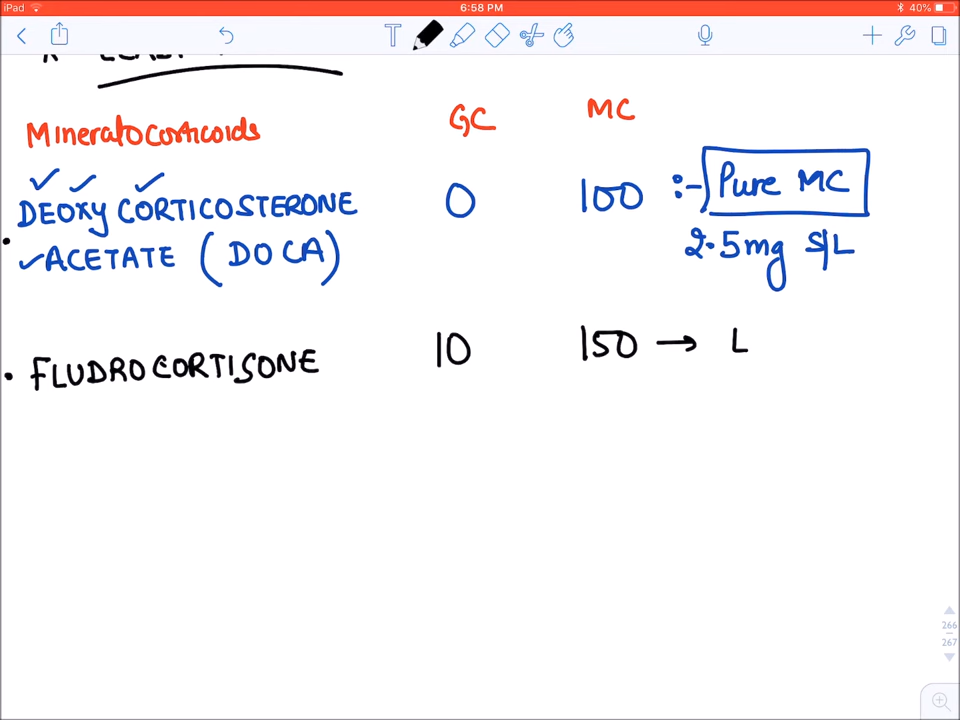 iPad 6:58 PM 40%
T
Mineralocorticoids GC MC
DEOXY CORTICOSTERONE 0 100 :- Pure MC
ACETATE (DOCA) 2.5mg S/L
• FLUDROCORTISONE 10 150 → L
266
267